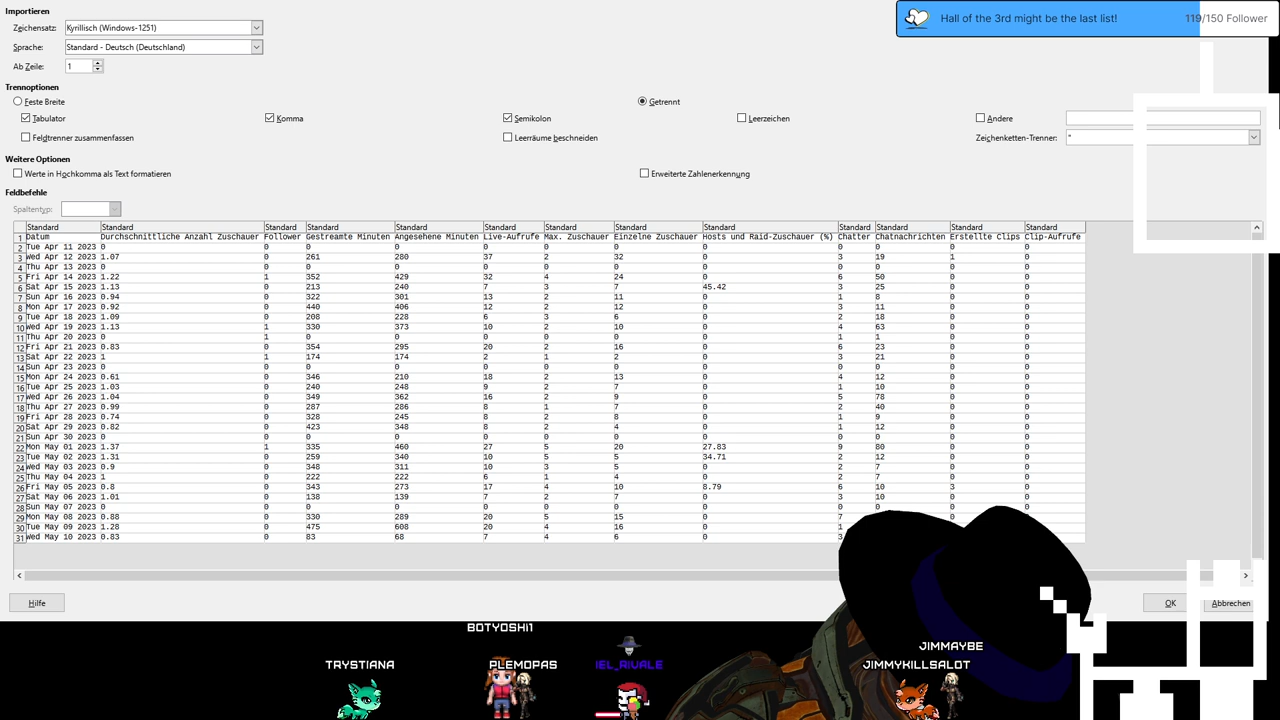 Importieren
Hall of the 3rd might be the last list! 119/150 Follower
Zeichensatz: Kyrillisch (Windows-1251)
Sprache: Standard - Deutsch (Deutschland)
Ab Zeile: 1
Trennoptionen
Feste Breite Getrennt
Tabulator Komma Semikolon Leerzeichen Andere
Feldtrenner zusammenfassen Leerräume beschneiden Zeichenketten-Trenner: "
Weitere Optionen
Werte in Hochkomma als Text formatieren Erweiterte Zahlenerkennung
Feldbefehle
Spaltentyp:
Standard Standard Standard Standard Standard Standard Standard Standard Standard Standard Standard Standard Standard
1 Datum Durchschnittliche Anzahl Zuschauer Follower Gestreamte Minuten Angesehene Minuten Live-Aufrufe Max. Zuschauer Einzelne Zuschauer Hosts und Raid-Zuschauer (%) Chatter Chatnachrichten Erstellte Clips Clip-Aufrufe
2 Tue Apr 11 2023 0 0 0 0 0 0 0 0 0 0 0 0
3 Wed Apr 12 2023 1.07 0 261 280 37 2 32 0 3 19 1 0
4 Thu Apr 13 2023 0 0 0 0 0 0 0 0 0 0 0 0
5 Fri Apr 14 2023 1.22 1 352 429 32 4 24 0 6 50 0 0
6 Sat Apr 15 2023 1.13 0 213 240 7 3 7 45.42 3 25 0 0
7 Sun Apr 16 2023 0.94 0 322 301 13 2 11 0 1 8 0 0
8 Mon Apr 17 2023 0.92 0 440 406 12 2 12 0 3 11 0 0
9 Tue Apr 18 2023 1.09 0 208 228 6 3 6 0 2 18 0 0
10 Wed Apr 19 2023 1.13 1 330 373 10 2 10 0 4 63 0 0
11 Thu Apr 20 2023 0 1 0 0 0 0 0 0 1 1 0 0
12 Fri Apr 21 2023 0.83 0 354 295 20 2 16 0 6 23 0 0
13 Sat Apr 22 2023 1 1 174 174 2 1 2 0 3 21 0 0
14 Sun Apr 23 2023 0 0 0 0 0 0 0 0 0 0 0 0
15 Mon Apr 24 2023 0.61 0 346 210 18 2 13 0 4 12 0 0
16 Tue Apr 25 2023 1.03 0 240 248 9 2 7 0 1 10 0 0
17 Wed Apr 26 2023 1.04 0 349 362 16 2 9 0 5 78 0 0
18 Thu Apr 27 2023 0.99 0 287 286 8 1 7 0 2 40 0 0
19 Fri Apr 28 2023 0.74 0 328 245 8 2 8 0 1 9 0 0
20 Sat Apr 29 2023 0.82 0 423 348 8 2 4 0 1 12 0 0
21 Sun Apr 30 2023 0 0 0 0 0 0 0 0 0 0 0 0
22 Mon May 01 2023 1.37 1 335 460 27 5 20 27.83 9 80 0 0
23 Tue May 02 2023 1.31 0 259 340 10 5 5 34.71 2 12 0 0
24 Wed May 03 2023 0.9 0 348 311 10 3 5 0 2 7 0 0
25 Thu May 04 2023 1 0 222 222 6 1 4 0 2 7 0 0
26 Fri May 05 2023 0.8 0 343 273 17 4 10 8.79 6 10 3 0
27 Sat May 06 2023 1.01 0 138 139 7 2 7 0 3 10 0 0
28 Sun May 07 2023 0 0 0 0 0 0 0 0 0 0 0 0
29 Mon May 08 2023 0.88 0 330 289 20 5 15 0 7 0 0
30 Tue May 09 2023 1.28 0 475 608 20 4 16 0 1 0
31 Wed May 10 2023 0.83 0 83 68 7 4 6 0 3 0
Hilfe OK Abbrechen
BOTYOSHI1
JIMMAYBE
TRYSTIANA PLEMOPAS IEL_RIVALE JIMMYKILLSALOT